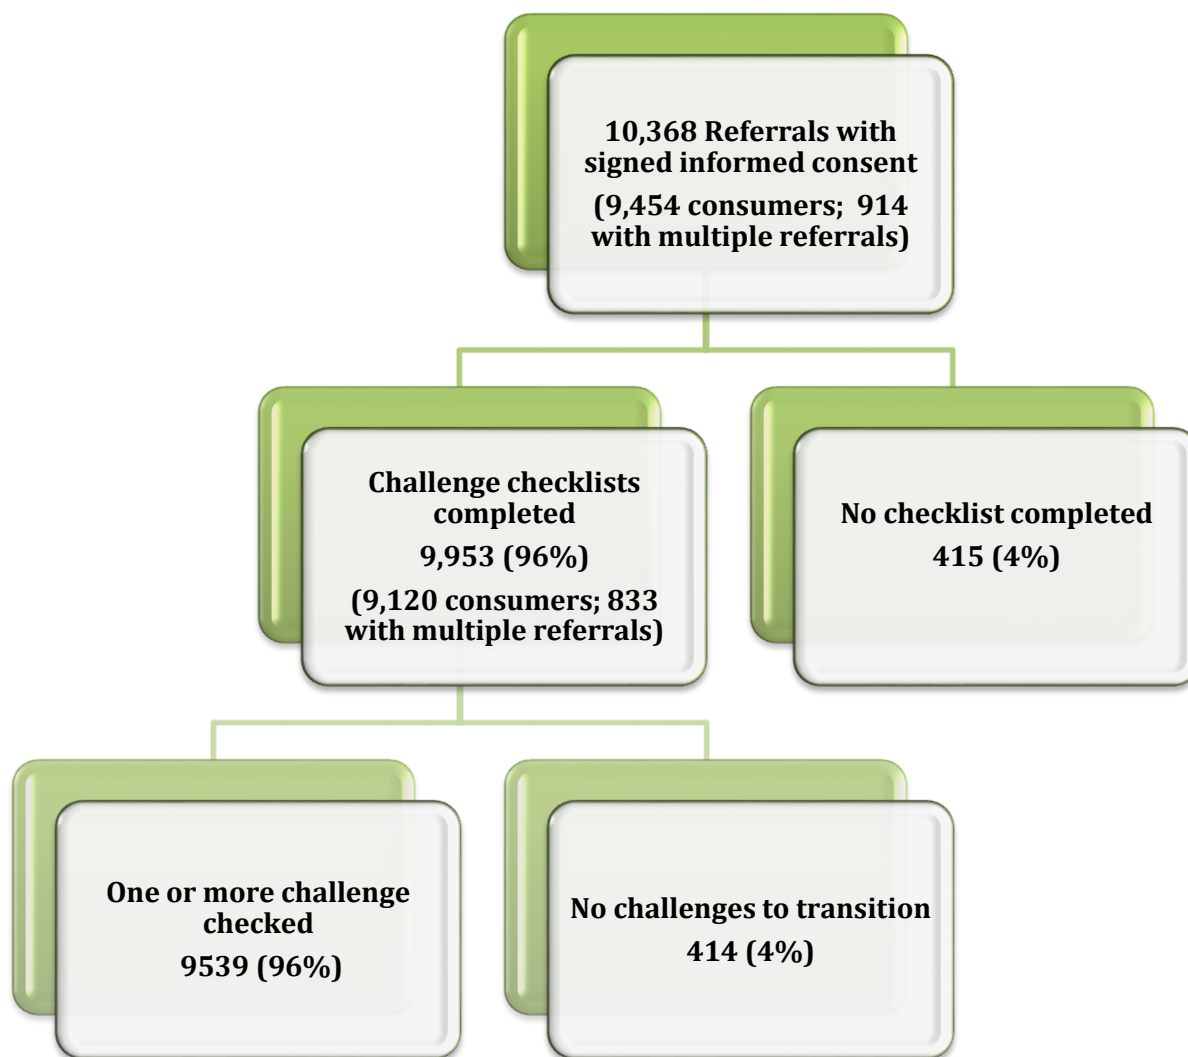 10,368 Referrals with
signed informed consent
(9,454 consumers;  914
with multiple referrals)
Challenge checklists
completed
9,953 (96%)
(9,120 consumers; 833
with multiple referrals)
No checklist completed
415 (4%)
One or more challenge
checked
9539 (96%)
No challenges to transition
414 (4%)